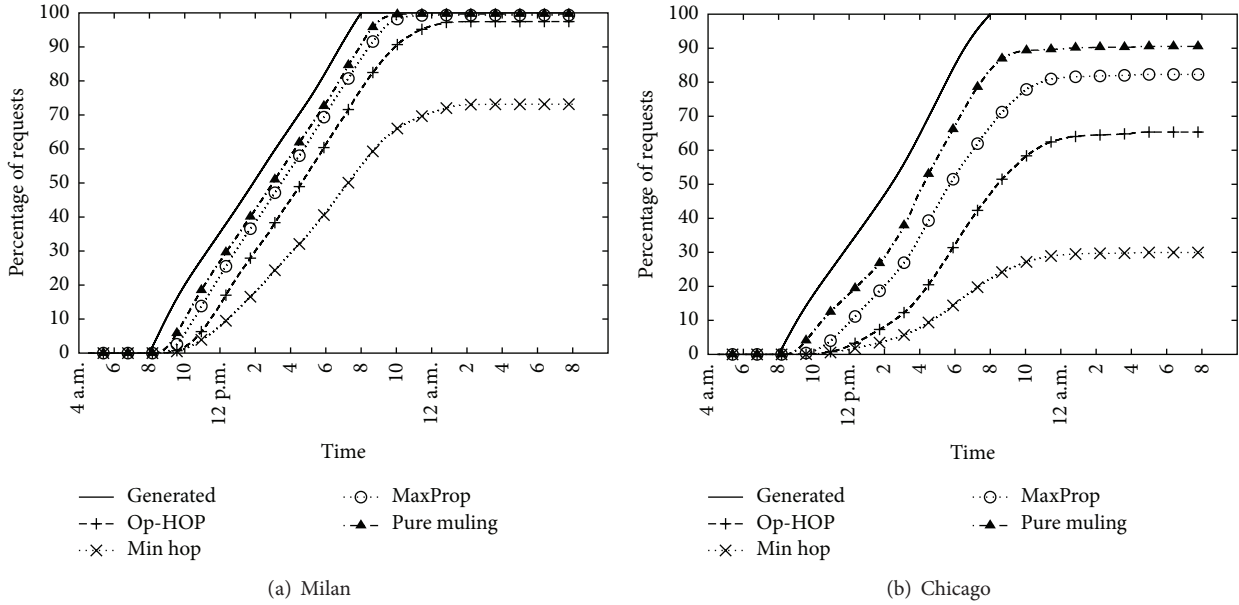 Percentage of requests
100
90
80
70
60
50
40
30
20
10
0
4 a.m.
6
8
10
12 p.m.
2
4
6
8
10
12 a.m.
2
4
6
8
Time
Generated
Op-HOP
Min hop
MaxProp
Pure muling
(a) Milan
Percentage of requests
100
90
80
70
60
50
40
30
20
10
0
4 a.m.
6
8
10
12 p.m.
2
4
6
8
10
12 a.m.
2
4
6
8
Time
Generated
Op-HOP
Min hop
MaxProp
Pure muling
(b) Chicago